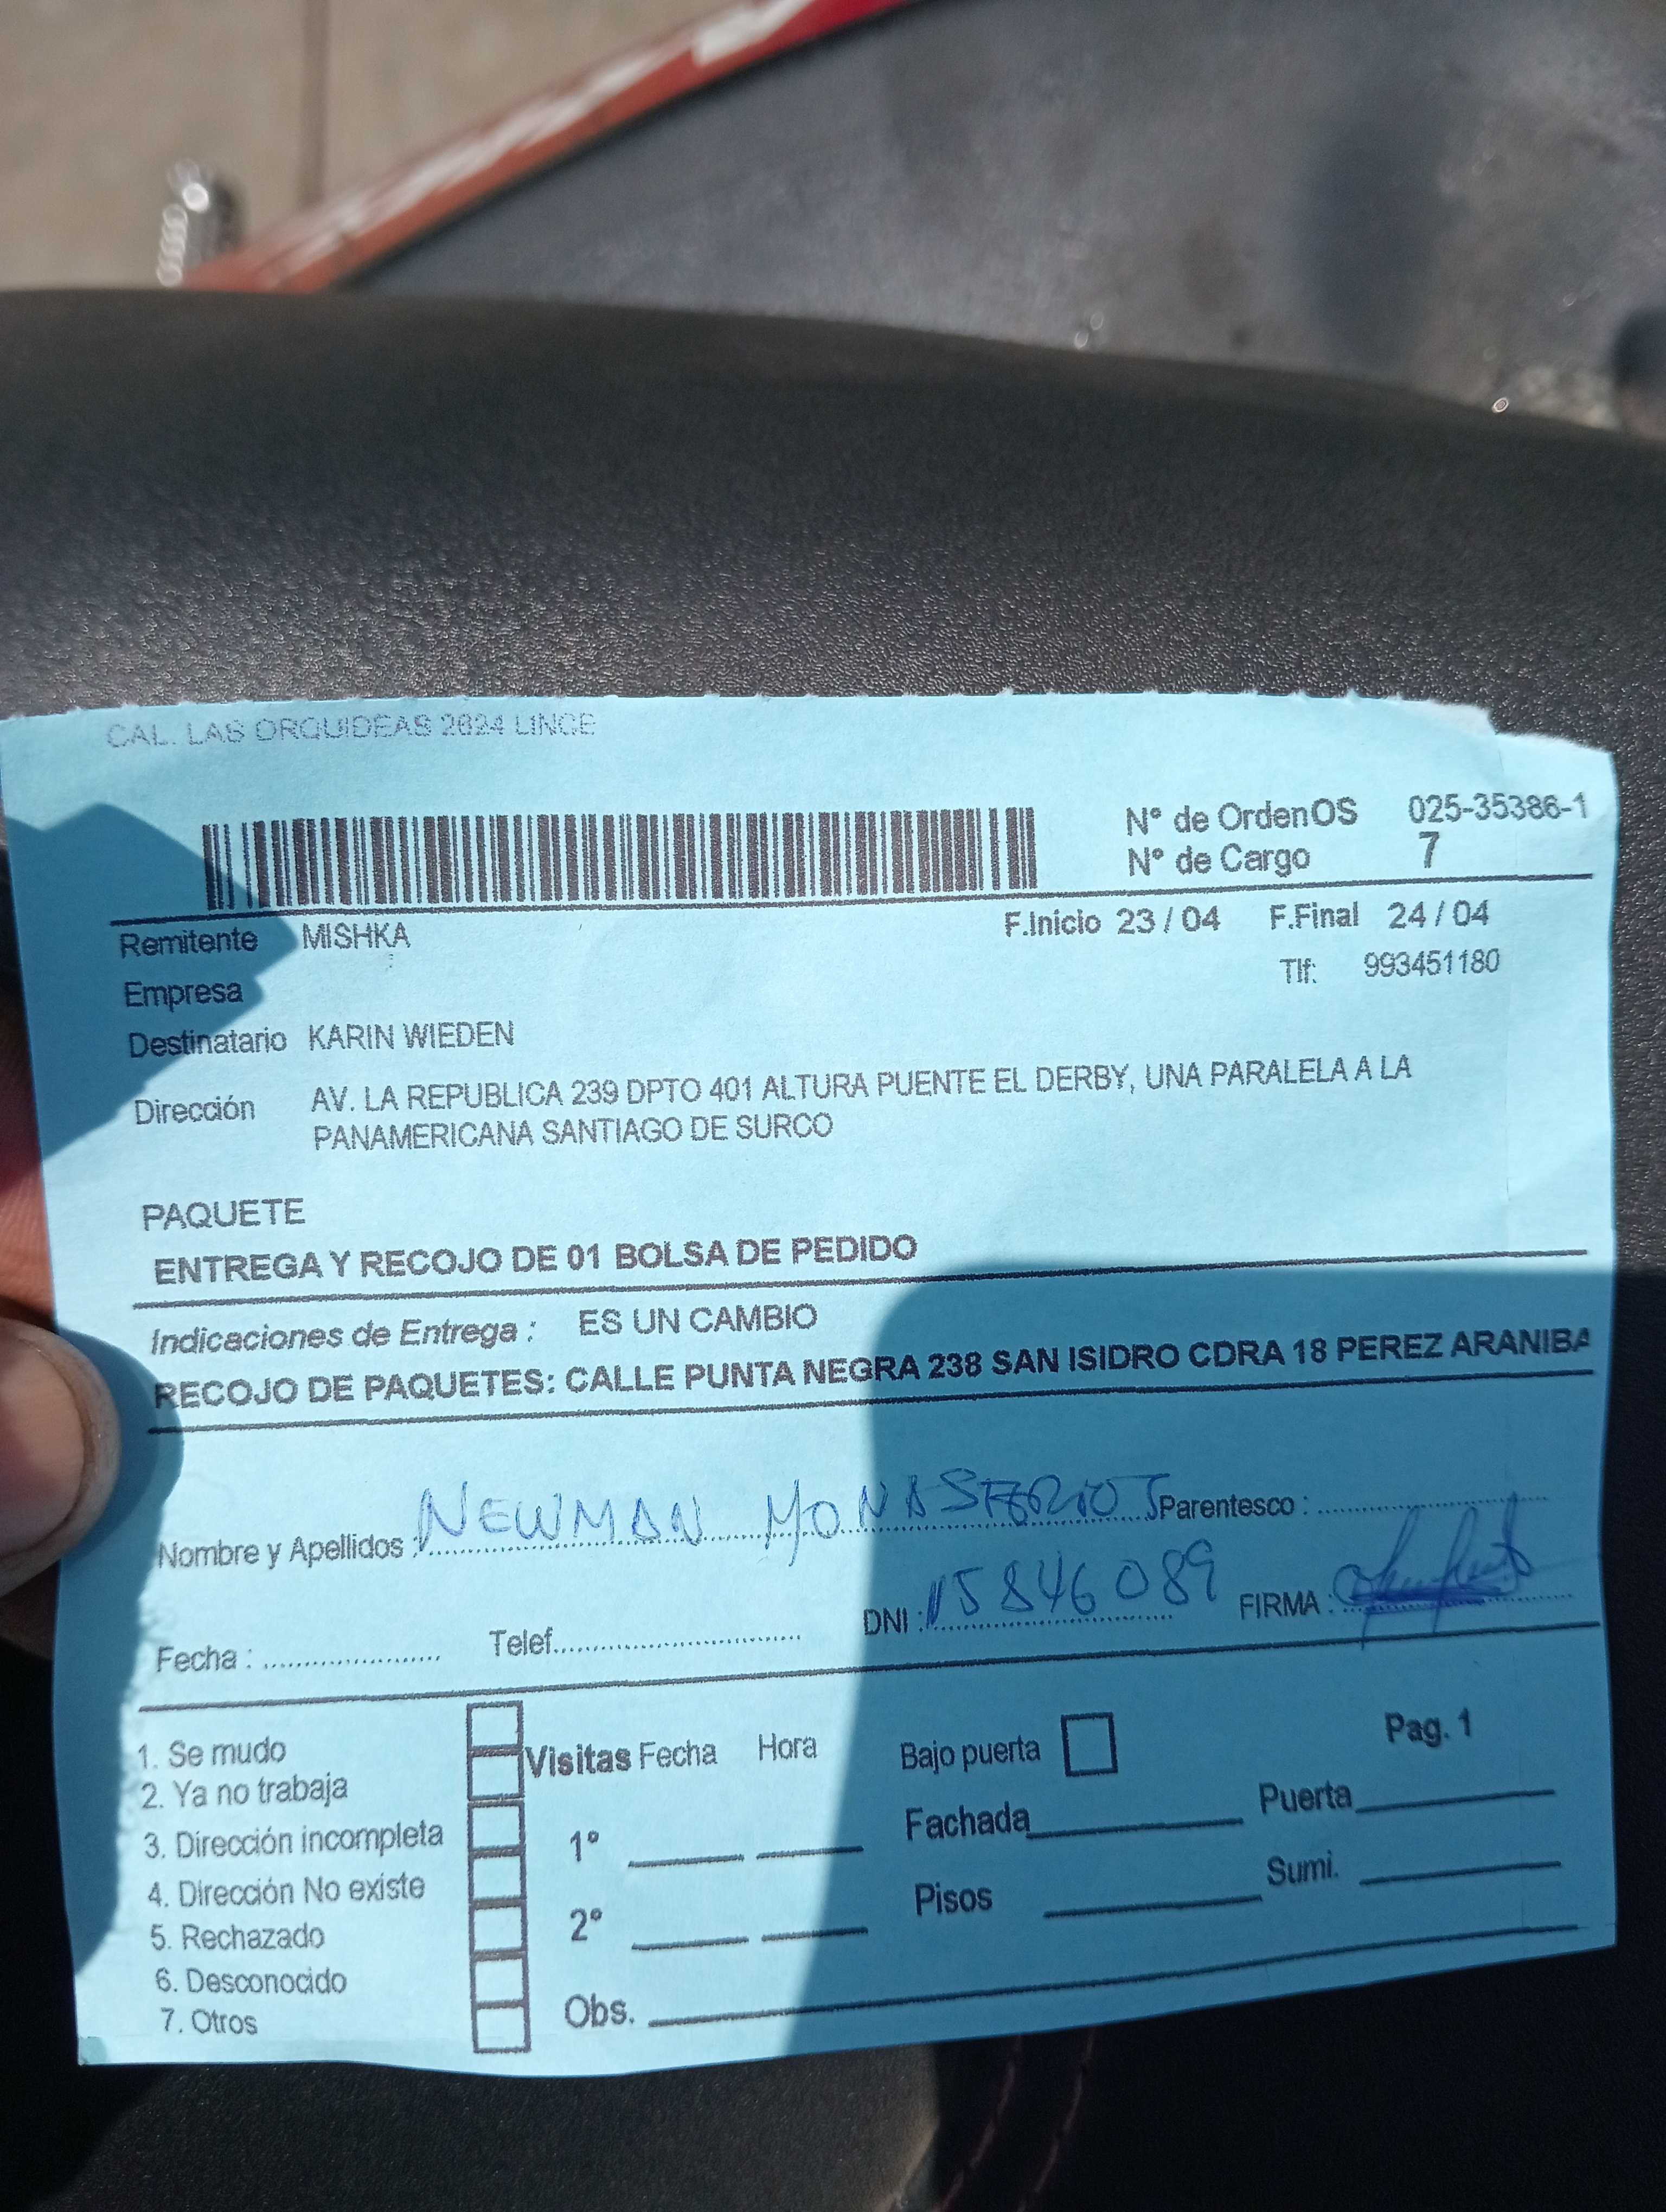 CAL. LAS ORQUIDEAS 2624 LINCE
N° de Orden OS 025-35386-1
N° de Cargo 7
Remitente MISHKA F.Inicio 23 / 04 F.Final 24 / 04
Empresa Tlf: 993451180
Destinatario KARIN WIEDEN
Dirección AV. LA REPUBLICA 239 DPTO 401 ALTURA PUENTE EL DERBY, UNA PARALELA A LA
PANAMERICANA SANTIAGO DE SURCO
PAQUETE
ENTREGA Y RECOJO DE 01 BOLSA DE PEDIDO
Indicaciones de Entrega : ES UN CAMBIO
RECOJO DE PAQUETES: CALLE PUNTA NEGRA 238 SAN ISIDRO CDRA 18 PEREZ ARANIBA
Nombre y Apellidos : NEWMAN MONASTERIO J Parentesco :
Fecha : Telef. DNI : 15846089 FIRMA :
1. Se mudo
2. Ya no trabaja
3. Dirección incompleta
4. Dirección No existe
5. Rechazado
6. Desconocido
7. Otros
Visitas Fecha Hora
1°
2°
Obs.
Bajo puerta Pag. 1
Fachada Puerta
Pisos Sumi.